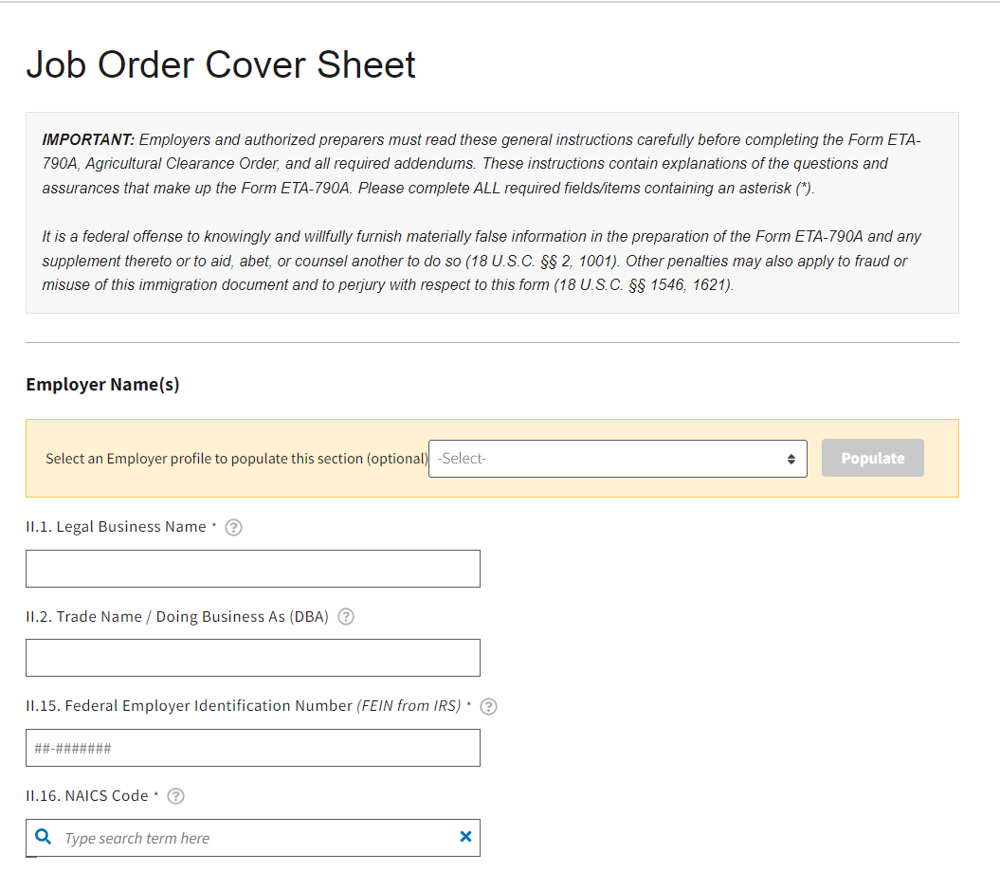 Job Order Cover Sheet
IMPORTANT: Employers and authorized preparers must read these general instructions carefully before completing the Form ETA-
790A, Agricultural Clearance Order, and all required addendums. These instructions contain explanations of the questions and
assurances that make up the Form ETA-790A. Please complete ALL required fields/items containing an asterisk (*).
It is a federal offense to knowingly and willfully furnish materially false information in the preparation of the Form ETA-790A and any
supplement thereto or to aid, abet, or counsel another to do so (18 U.S.C. §§ 2, 1001). Other penalties may also apply to fraud or
misuse of this immigration document and to perjury with respect to this form (18 U.S.C. §§ 1546, 1621).
Employer Name(s)
Select an Employer profile to populate this section (optional) -Select- Populate
II.1. Legal Business Name * ?
II.2. Trade Name / Doing Business As (DBA) ?
II.15. Federal Employer Identification Number (FEIN from IRS) * ?
##-#######
II.16. NAICS Code * ?
Type search term here